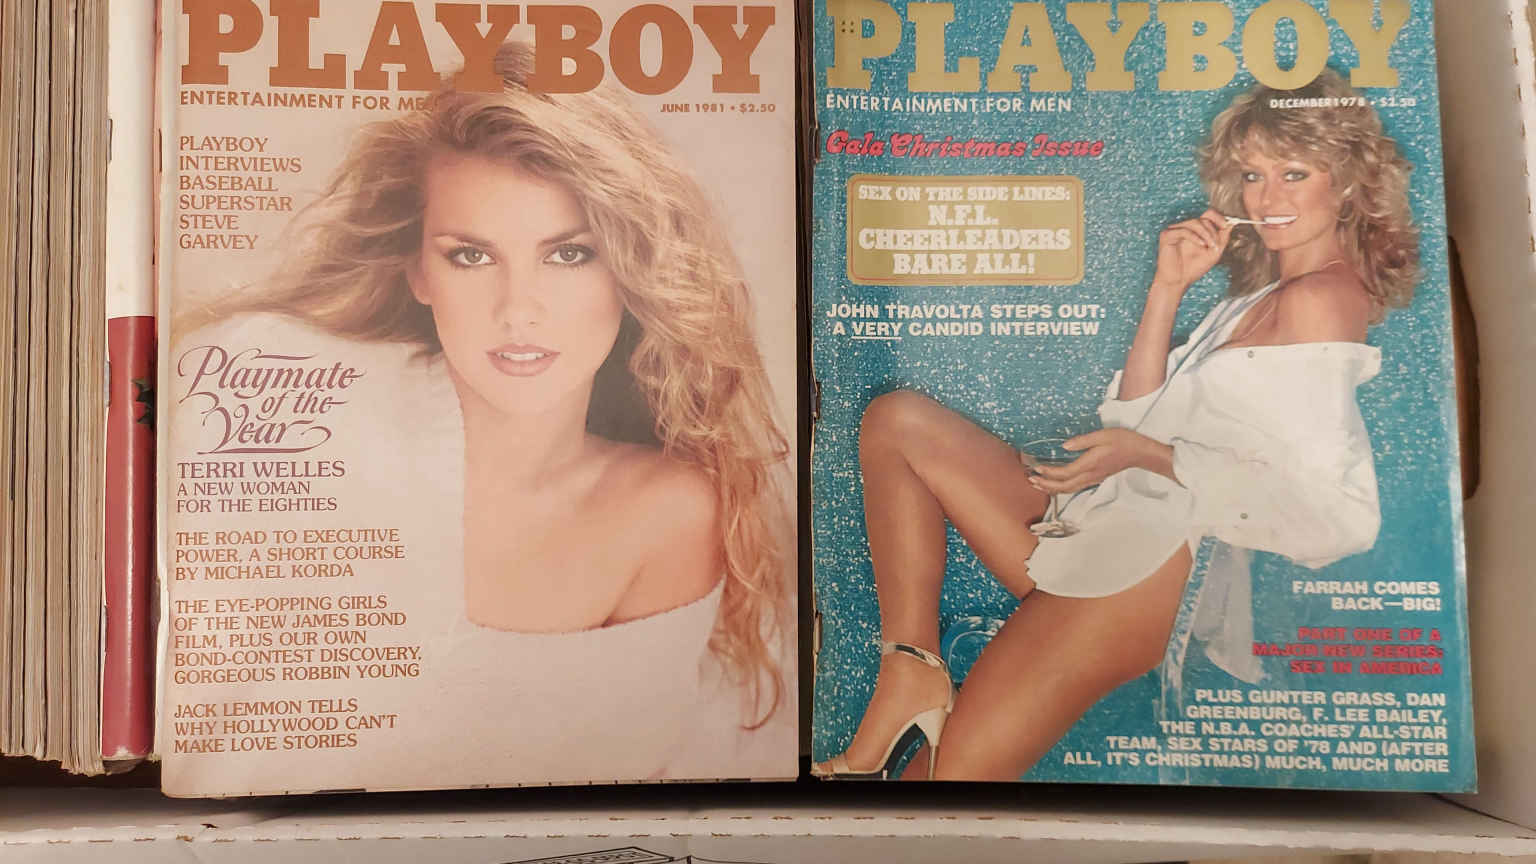 PLAYBOY
ENTERTAINMENT FOR ME
JUNE 1981 • $2.50
PLAYBOY
INTERVIEWS
BASEBALL
SUPERSTAR
STEVE
GARVEY
Playmate
of the
Year
TERRI WELLES
A NEW WOMAN
FOR THE EIGHTIES
THE ROAD TO EXECUTIVE
POWER, A SHORT COURSE
BY MICHAEL KORDA
THE EYE-POPPING GIRLS
OF THE NEW JAMES BOND
FILM, PLUS OUR OWN
BOND-CONTEST DISCOVERY,
GORGEOUS ROBBIN YOUNG
JACK LEMMON TELLS
WHY HOLLYWOOD CAN'T
MAKE LOVE STORIES
PLAYBOY
ENTERTAINMENT FOR MEN
DECEMBER 1978 • $2.50
Gala Christmas Issue
SEX ON THE SIDE LINES:
N.F.L.
CHEERLEADERS
BARE ALL!
JOHN TRAVOLTA STEPS OUT:
A VERY CANDID INTERVIEW
FARRAH COMES
BACK—BIG!
PART ONE OF A
MAJOR NEW SERIES:
SEX IN AMERICA
PLUS GUNTER GRASS, DAN
GREENBURG, F. LEE BAILEY,
THE N.B.A. COACHES' ALL-STAR
TEAM, SEX STARS OF '78 AND (AFTER
ALL, IT'S CHRISTMAS) MUCH, MUCH MORE